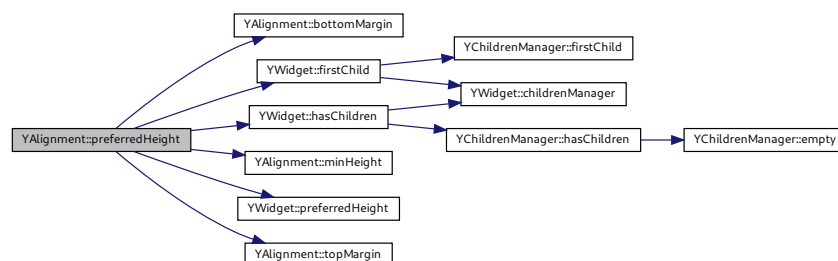 YAlignment::bottomMargin
YChildrenManager::firstChild
YWidget::firstChild
YWidget::childrenManager
YWidget::hasChildren
YAlignment::preferredHeight
YChildrenManager::hasChildren
YChildrenManager::empty
YAlignment::minHeight
YWidget::preferredHeight
YAlignment::topMargin